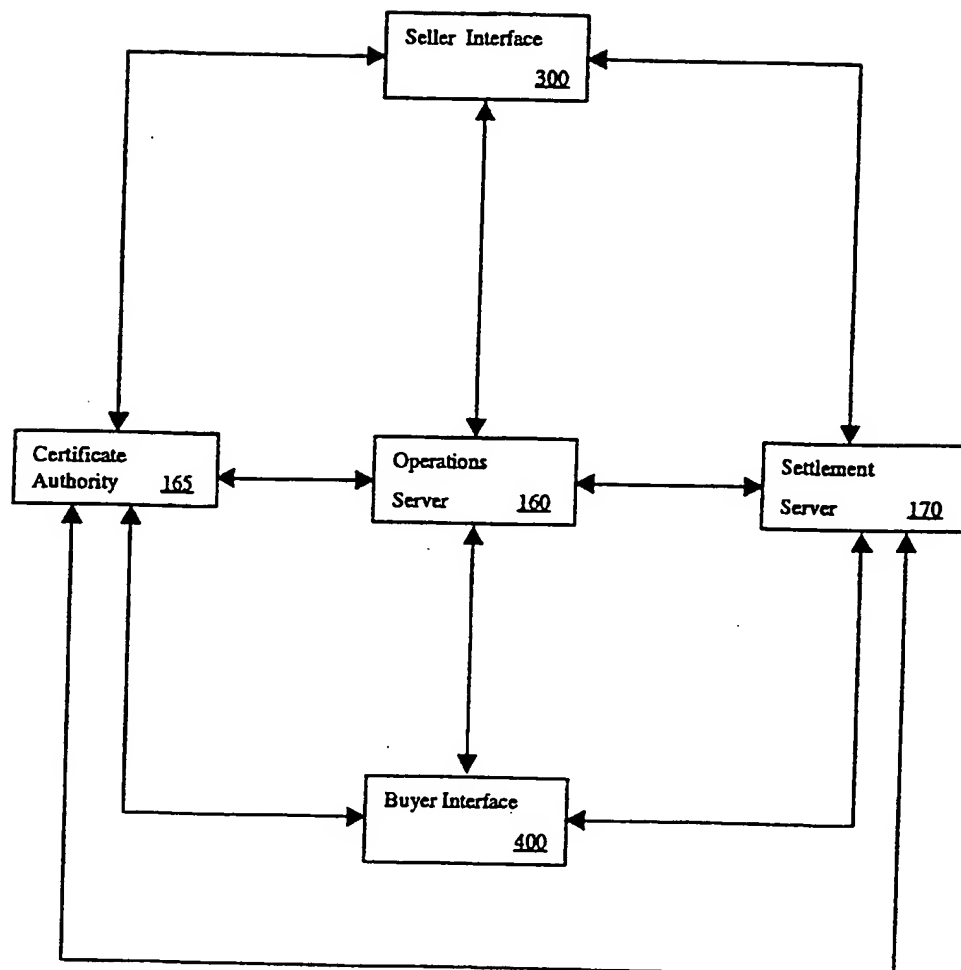 Seller Interface
300
Certificate
Authority 165
Operations
Server 160
Settlement
Server 170
Buyer Interface
400